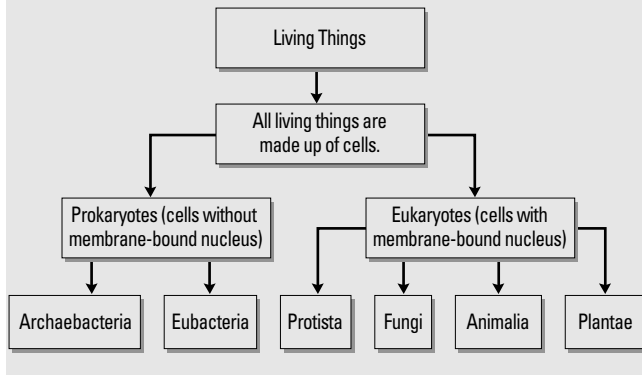 Living Things
All living things are
made up of cells.
Prokaryotes (cells without
membrane-bound nucleus)
Eukaryotes (cells with
membrane-bound nucleus)
Archaebacteria
Eubacteria
Protista
Fungi
Animalia
Plantae